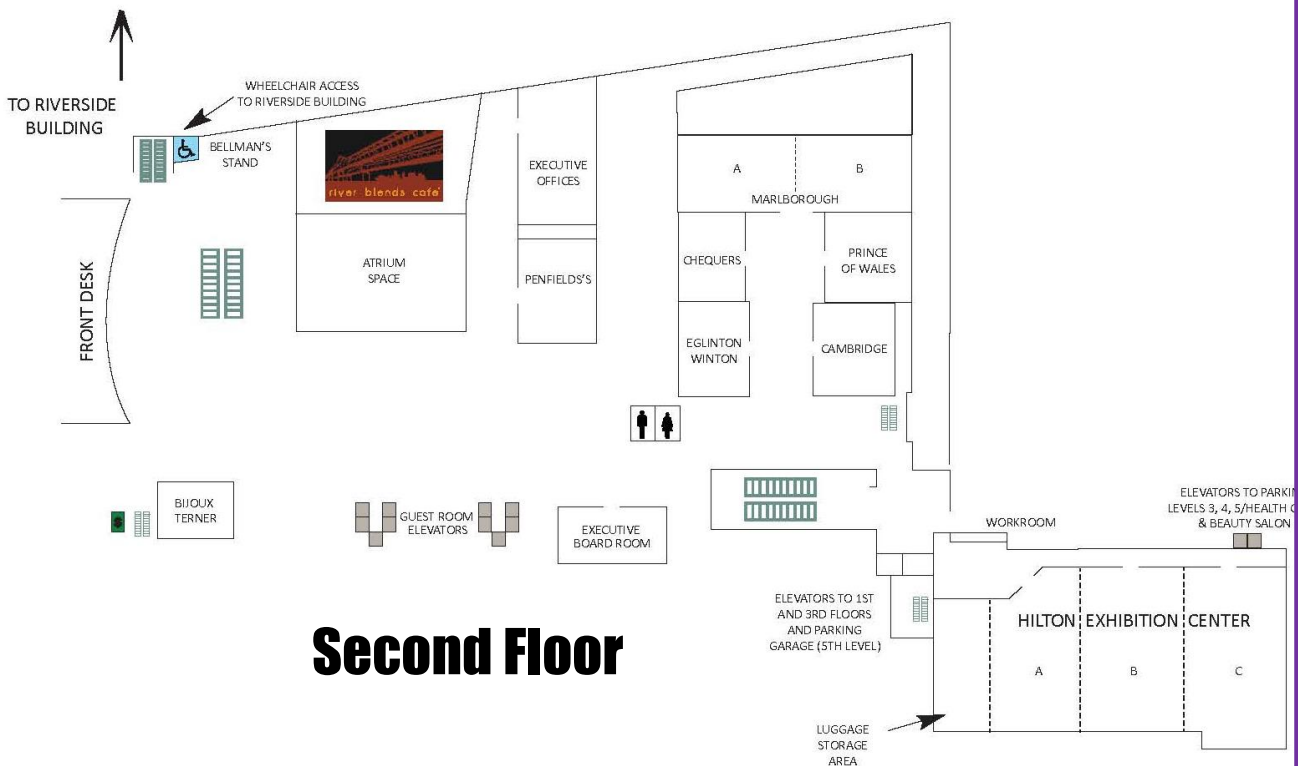 TO RIVERSIDE
BUILDING
WHEELCHAIR ACCESS
TO RIVERSIDE BUILDING
BELLMAN'S
STAND
river blends cafe
EXECUTIVE
OFFICES
A
B
MARLBOROUGH
FRONT DESK
ATRIUM
SPACE
PENFIELDS'S
CHEQUERS
PRINCE
OF WALES
EGLINTON
WINTON
CAMBRIDGE
BIJOUX
TERNER
$
GUEST ROOM
ELEVATORS
EXECUTIVE
BOARD ROOM
WORKROOM
ELEVATORS TO
LEVELS 3, 4, 5/HEALTH
& BEAUTY SALON
ELEVATORS TO 1ST
AND 3RD FLOORS
AND PARKING
GARAGE (5TH LEVEL)
HILTON EXHIBITION CENTER
A
B
C
Second Floor
LUGGAGE
STORAGE
AREA